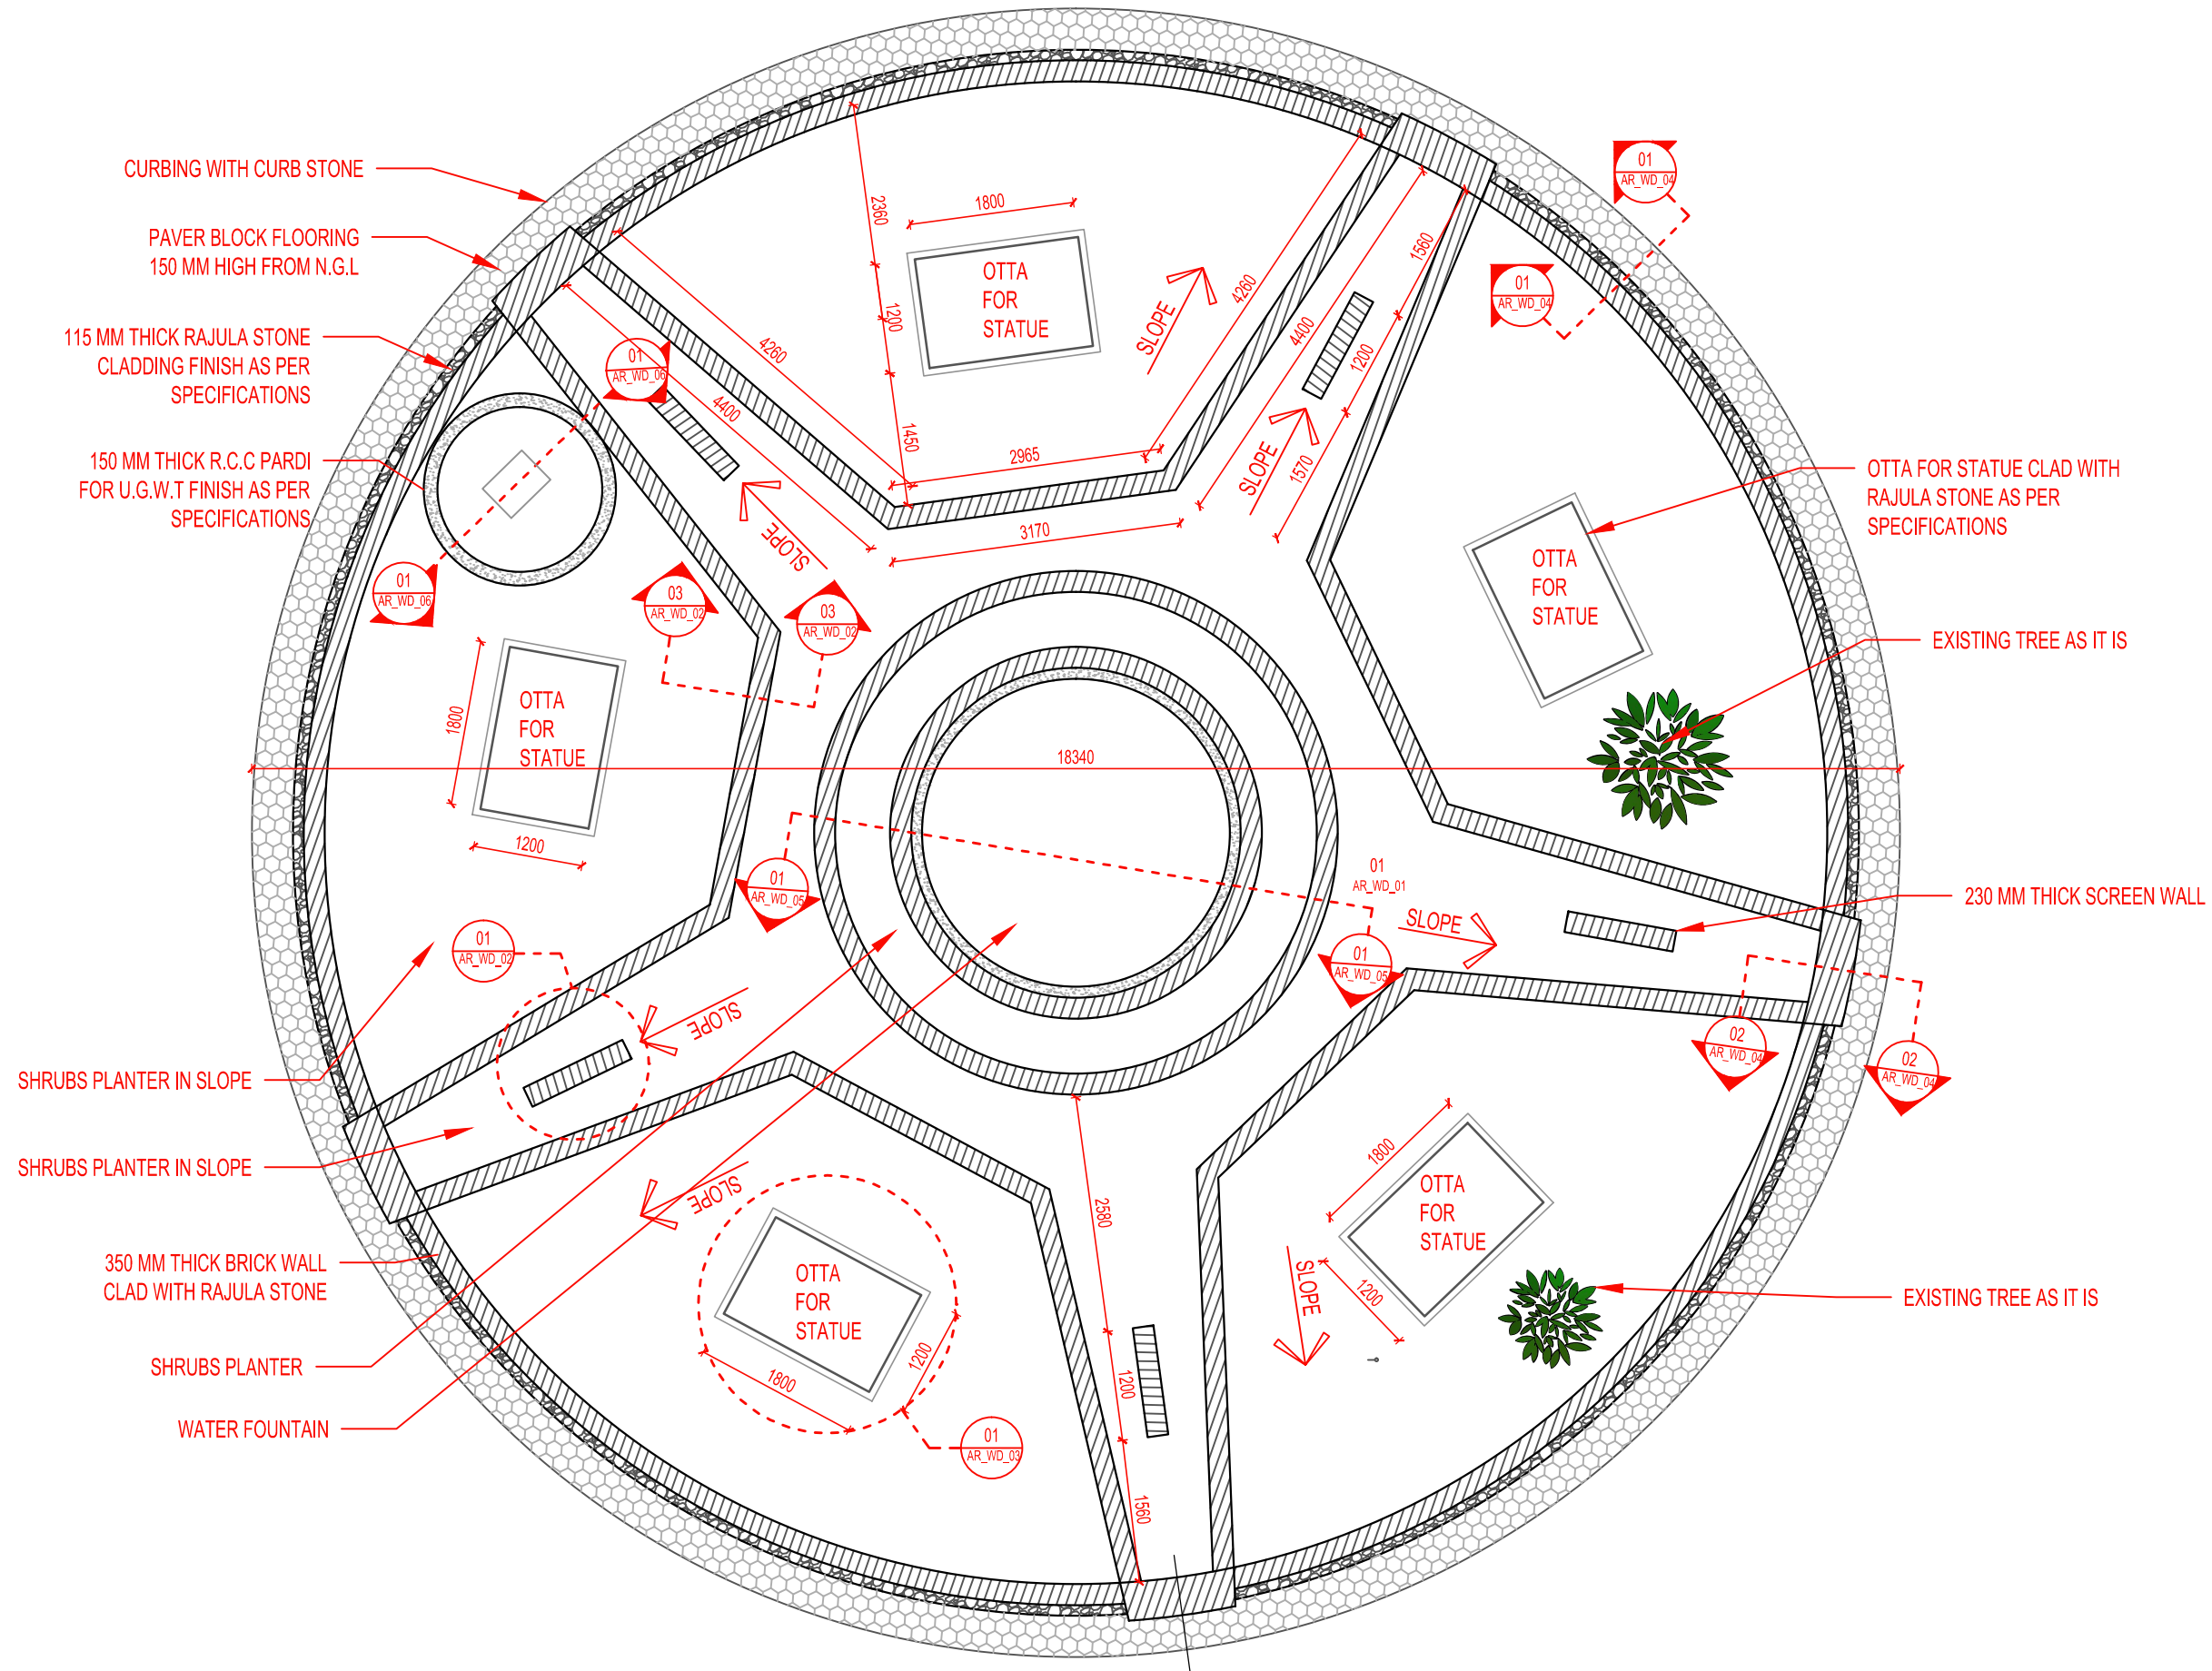 CURBING WITH CURB STONE
PAVER BLOCK FLOORING
150 MM HIGH FROM N.G.L
115 MM THICK RAJULA STONE
CLADDING FINISH AS PER
SPECIFICATIONS
150 MM THICK R.C.C PARDI
FOR U.G.W.T FINISH AS PER
SPECIFICATIONS
SHRUBS PLANTER IN SLOPE
SHRUBS PLANTER IN SLOPE
350 MM THICK BRICK WALL
CLAD WITH RAJULA STONE
SHRUBS PLANTER
WATER FOUNTAIN
2360
1200
1450
1800
OTTA
FOR
STATUE
SLOPE
4260
4260
4400
2965
3170
4400
1560
1200
1570
SLOPE
01
AR_WD_04
01
AR_WD_04
01
AR_WD_06
01
AR_WD_06
SLOPE
03
AR_WD_02
03
AR_WD_02
OTTA
FOR
STATUE
1800
1200
OTTA
FOR
STATUE
OTTA FOR STATUE CLAD WITH
RAJULA STONE AS PER
SPECIFICATIONS
EXISTING TREE AS IT IS
18340
01
AR_WD_05
01
AR_WD_01
SLOPE
01
AR_WD_05
230 MM THICK SCREEN WALL
02
AR_WD_04
02
AR_WD_04
01
AR_WD_02
SLOPE
SLOPE
OTTA
FOR
STATUE
1800
1200
01
AR_WD_03
2580
1200
1560
1800
1200
OTTA
FOR
STATUE
SLOPE
EXISTING TREE AS IT IS